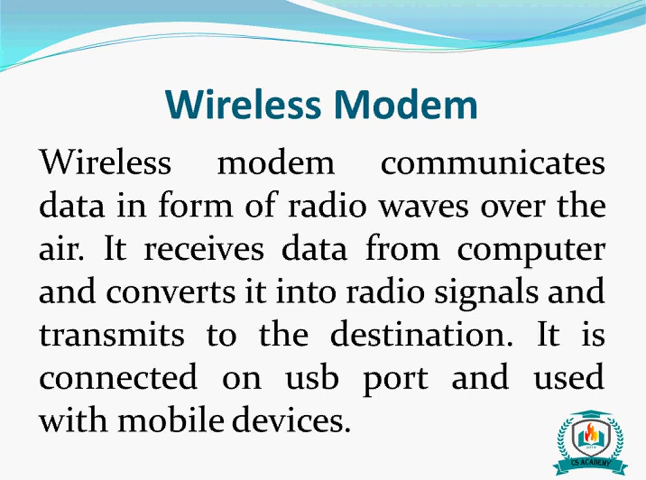 Wireless Modem
Wireless modem communicates
data in form of radio waves over the
air. It receives data from computer
and converts it into radio signals and
transmits to the destination. It is
connected on usb port and used
with mobile devices.
CS ACADEMY